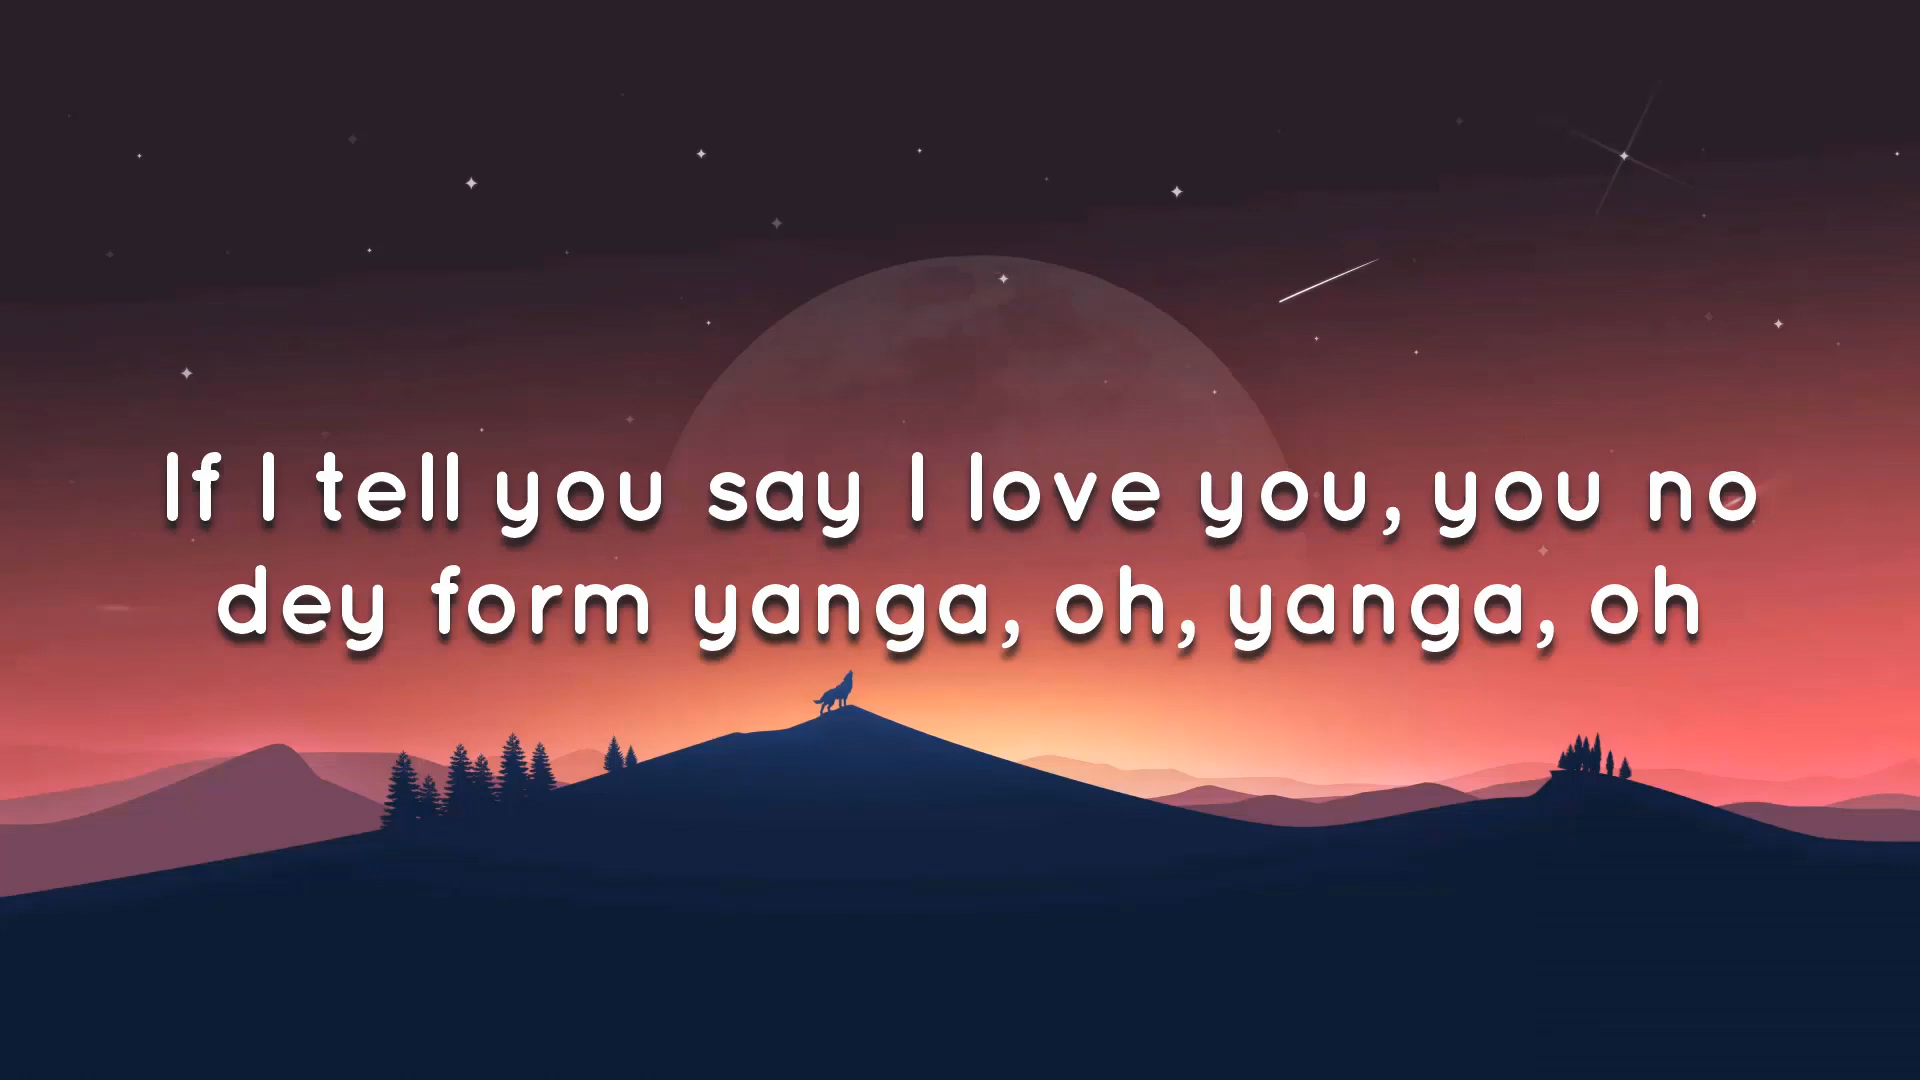 If I tell you say I love you, you no
dey form yanga, oh, yanga, oh